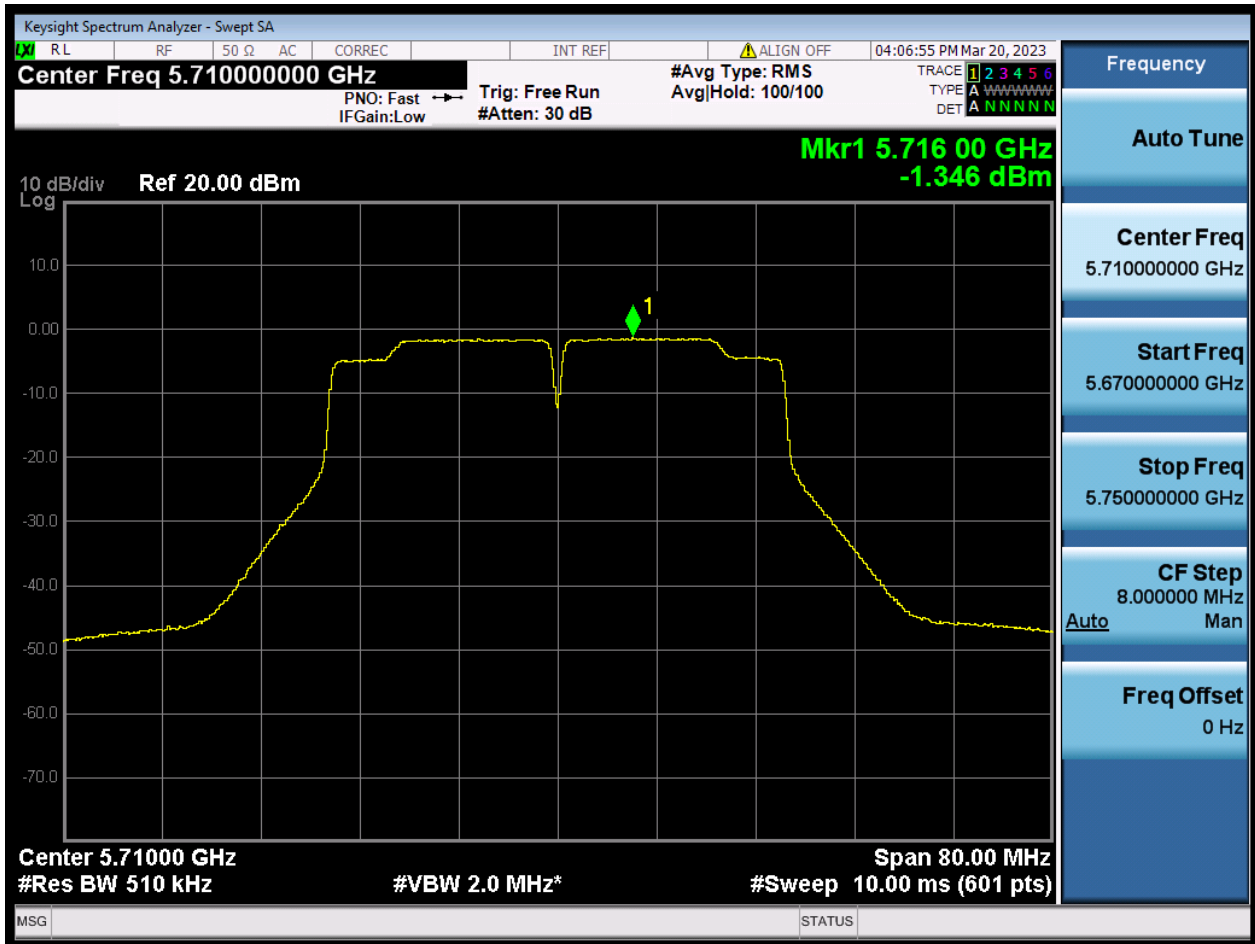 Keysight Spectrum Analyzer - Swept SA
LXI RL RF 50 Ω AC CORREC INT REF ALIGN OFF 04:06:55 PM Mar 20, 2023
Center Freq 5.710000000 GHz
PNO: Fast
IFGain:Low
Trig: Free Run
#Atten: 30 dB
#Avg Type: RMS
Avg|Hold: 100/100
TRACE 1 2 3 4 5 6
TYPE A WWWWW
DET A N N N N N
Mkr1 5.716 00 GHz
-1.346 dBm
10 dB/div Ref 20.00 dBm
Log
10.0
0.00
-10.0
-20.0
-30.0
-40.0
-50.0
-60.0
-70.0
1
Center 5.71000 GHz Span 80.00 MHz
#Res BW 510 kHz #VBW 2.0 MHz* #Sweep 10.00 ms (601 pts)
MSG STATUS
Frequency
Auto Tune
Center Freq
5.710000000 GHz
Start Freq
5.670000000 GHz
Stop Freq
5.750000000 GHz
CF Step
8.000000 MHz
Auto Man
Freq Offset
0 Hz